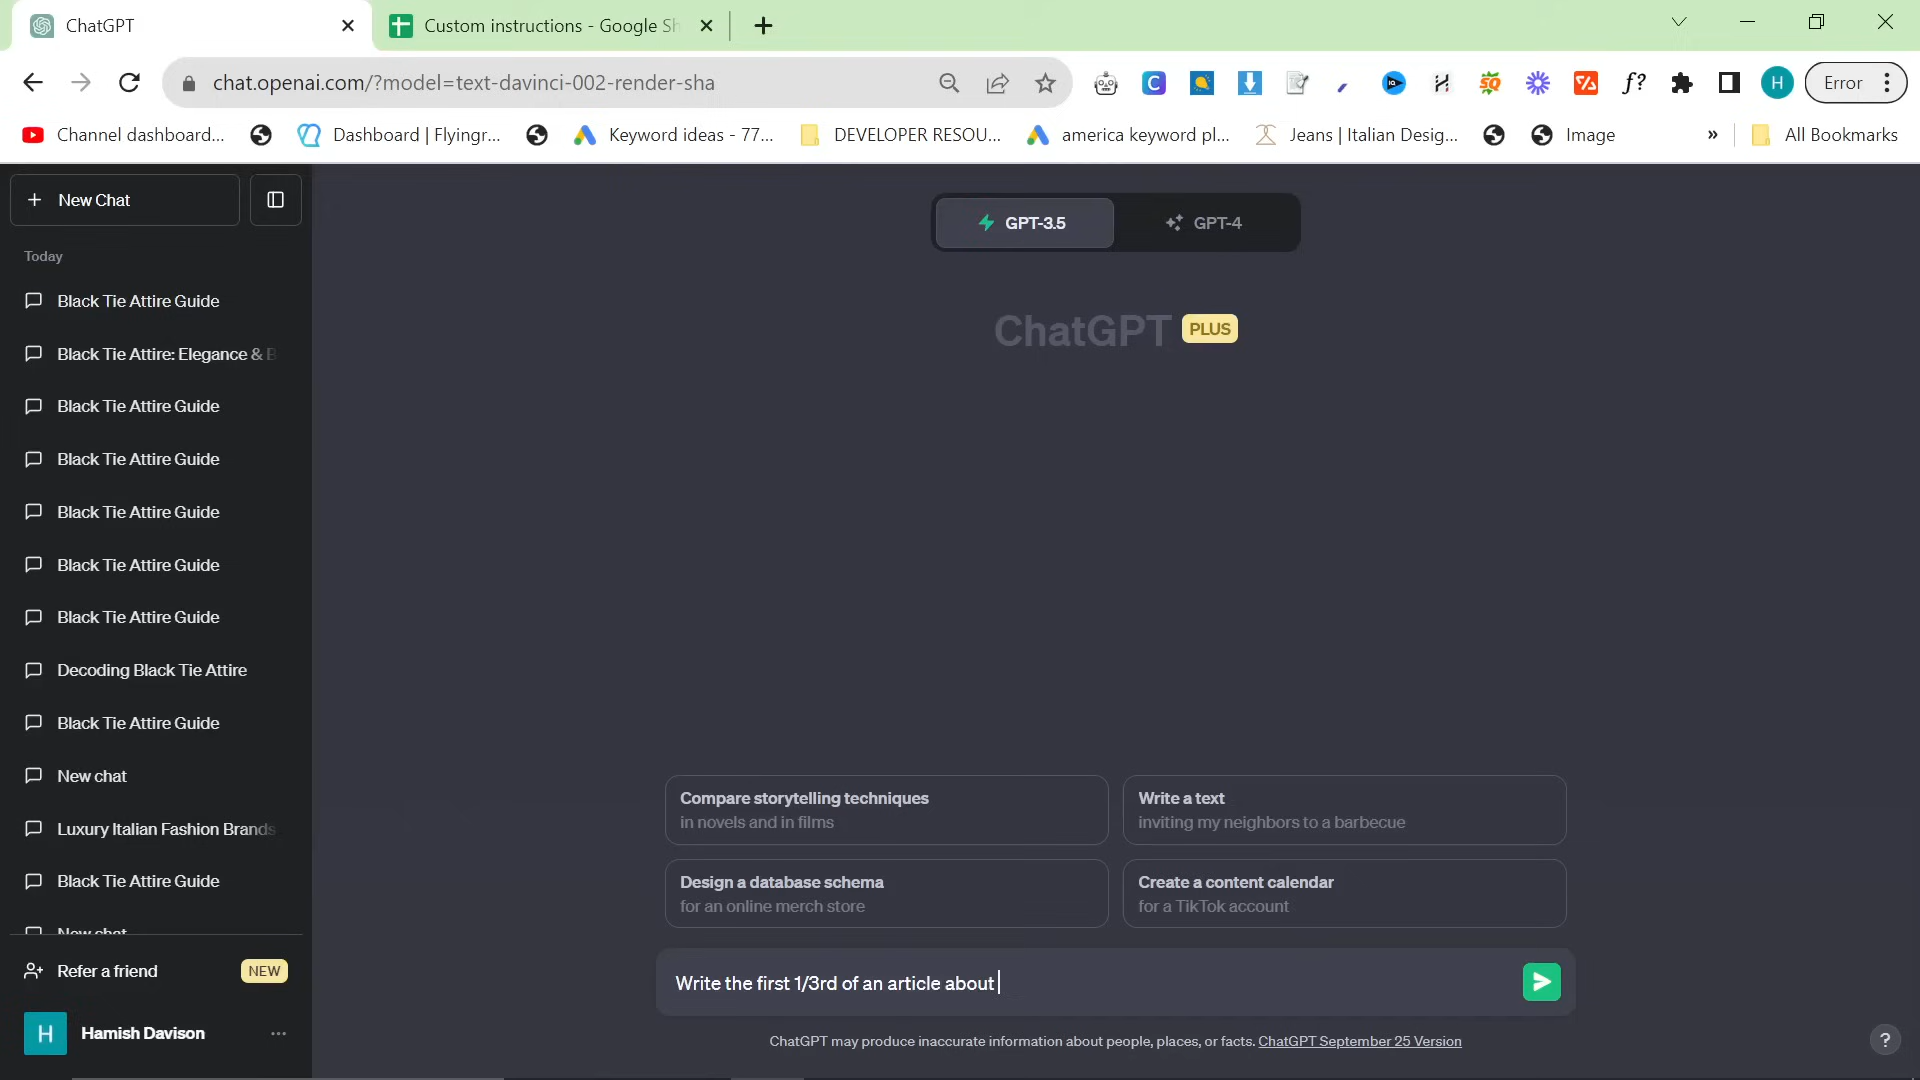 ChatGPT
Custom instructions - Google Sh
chat.openai.com/?model=text-davinci-002-render-sha
Error
Channel dashboard...
Dashboard | Flyingr...
Keyword ideas - 77...
DEVELOPER RESOU...
america keyword pl...
Jeans | Italian Desig...
Image
»
All Bookmarks
New Chat
Today
Black Tie Attire Guide
Black Tie Attire: Elegance & B
Black Tie Attire Guide
Black Tie Attire Guide
Black Tie Attire Guide
Black Tie Attire Guide
Black Tie Attire Guide
Decoding Black Tie Attire
Black Tie Attire Guide
New chat
Luxury Italian Fashion Brands
Black Tie Attire Guide
New chat
Refer a friend NEW
H Hamish Davison
GPT-3.5
GPT-4
ChatGPT PLUS
Compare storytelling techniques
in novels and in films
Write a text
inviting my neighbors to a barbecue
Design a database schema
for an online merch store
Create a content calendar
for a TikTok account
Write the first 1/3rd of an article about
ChatGPT may produce inaccurate information about people, places, or facts. ChatGPT September 25 Version
?